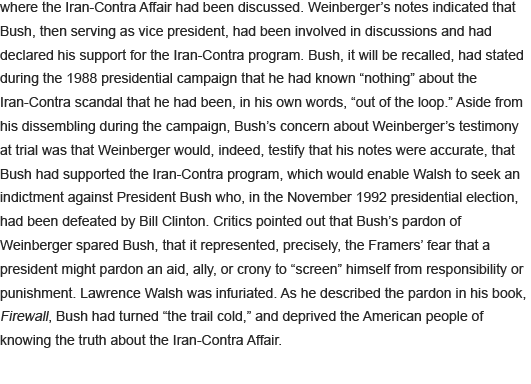 where the Iran-Contra Affair had been discussed. Weinberger’s notes indicated that
Bush, then serving as vice president, had been involved in discussions and had
declared his support for the Iran-Contra program. Bush, it will be recalled, had stated
during the 1988 presidential campaign that he had known “nothing” about the
Iran-Contra scandal that he had been, in his own words, “out of the loop.” Aside from
his dissembling during the campaign, Bush’s concern about Weinberger’s testimony
at trial was that Weinberger would, indeed, testify that his notes were accurate, that
Bush had supported the Iran-Contra program, which would enable Walsh to seek an
indictment against President Bush who, in the November 1992 presidential election,
had been defeated by Bill Clinton. Critics pointed out that Bush’s pardon of
Weinberger spared Bush, that it represented, precisely, the Framers’ fear that a
president might pardon an aid, ally, or crony to “screen” himself from responsibility or
punishment. Lawrence Walsh was infuriated. As he described the pardon in his book,
Firewall, Bush had turned “the trail cold,” and deprived the American people of
knowing the truth about the Iran-Contra Affair.